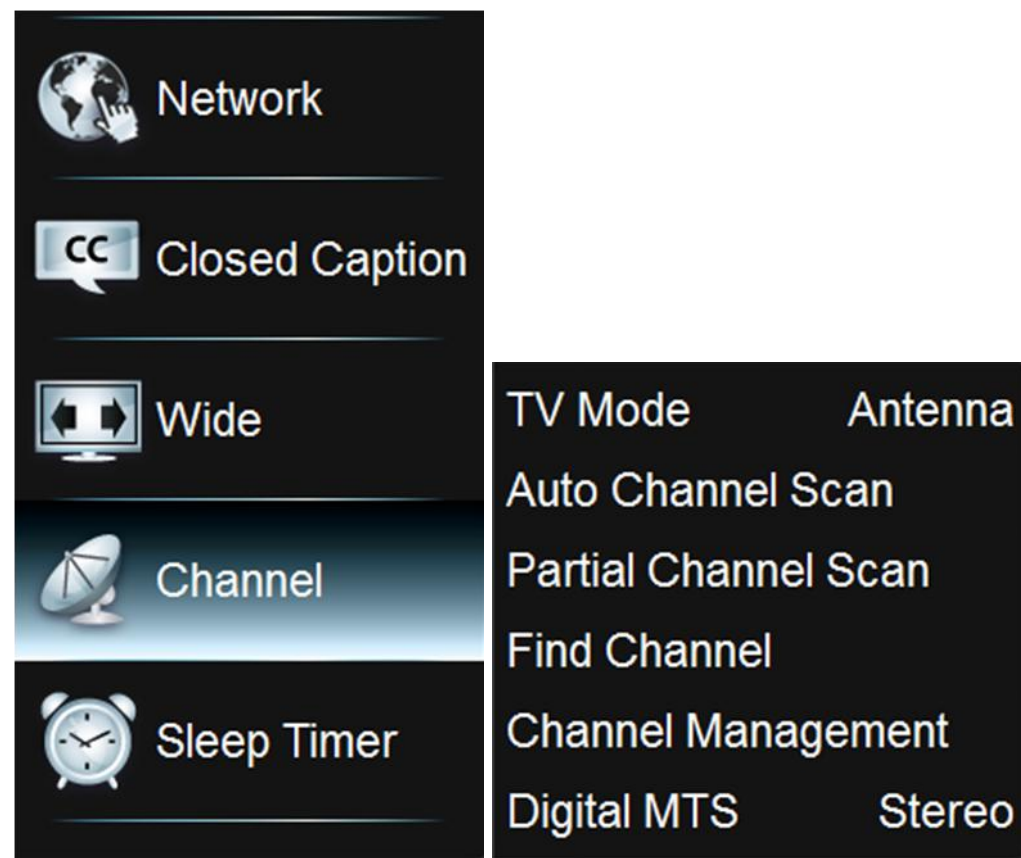 Network
CC
Closed Caption
Wide
Channel
Sleep Timer
TV Mode Antenna
Auto Channel Scan
Partial Channel Scan
Find Channel
Channel Management
Digital MTS Stereo